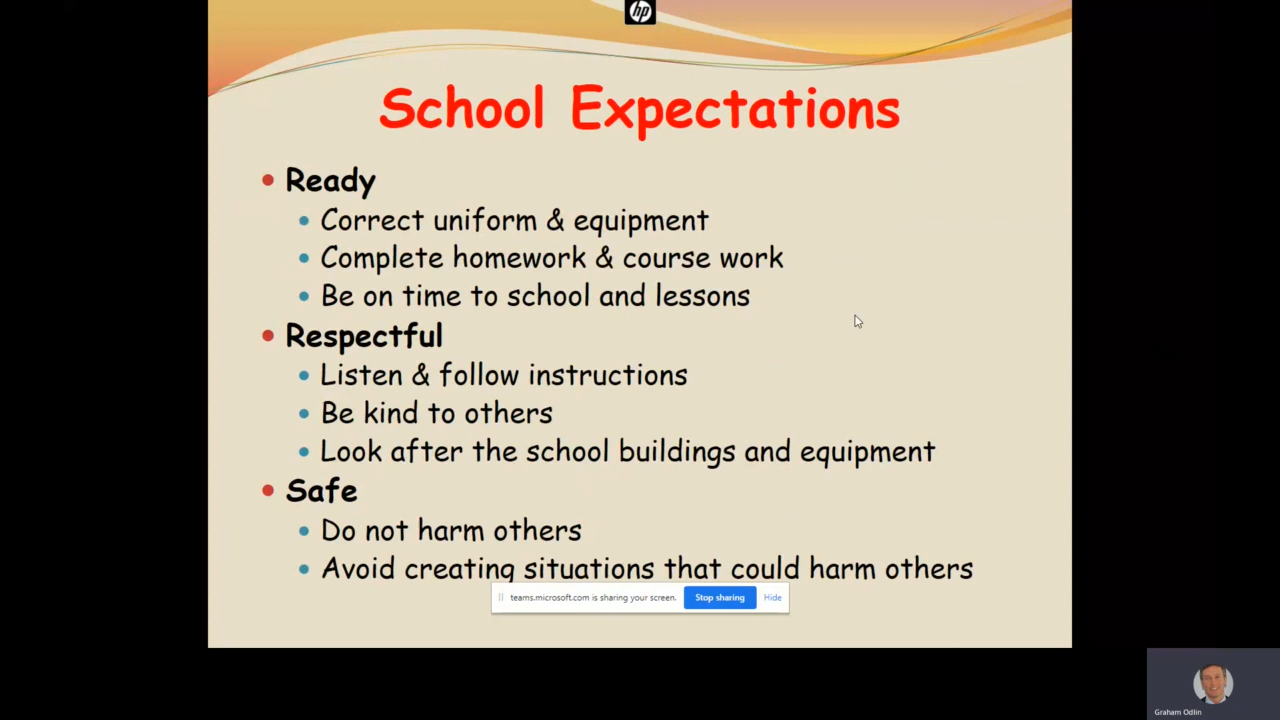 hp
School Expectations
Ready
Correct uniform & equipment
Complete homework & course work
Be on time to school and lessons
Respectful
Listen & follow instructions
Be kind to others
Look after the school buildings and equipment
Safe
Do not harm others
Avoid creating situations that could harm others
teams.microsoft.com is sharing your screen. Stop sharing Hide
Graham Odlin